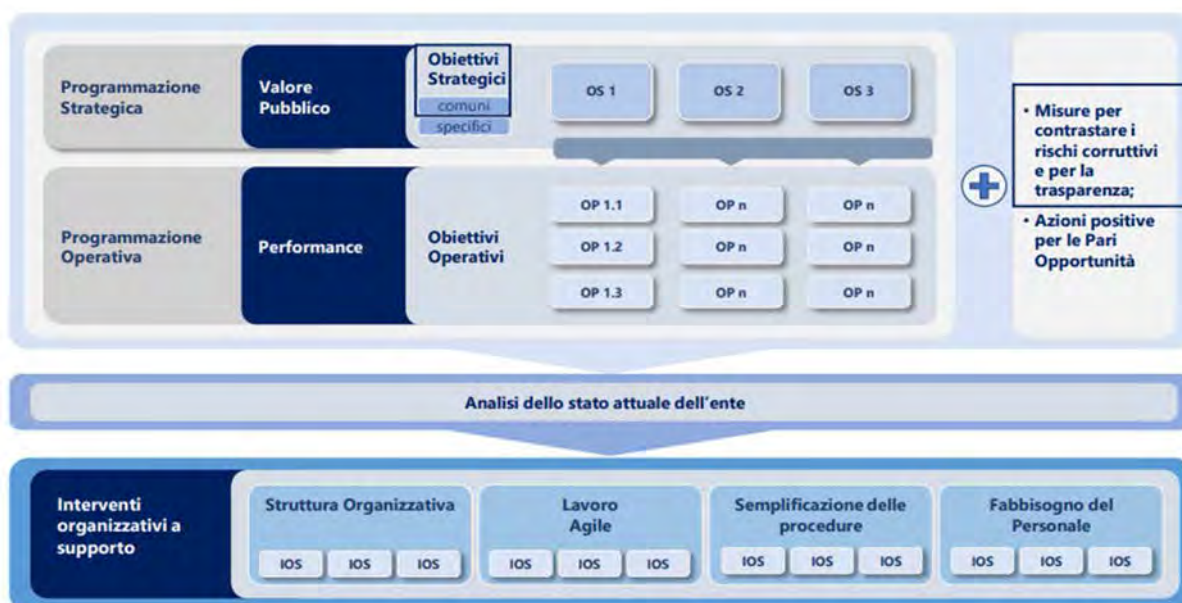 Programmazione
Strategica
Valore
Pubblico
Obiettivi
Strategici
comuni
specifici
OS 1
OS 2
OS 3
Programmazione
Operativa
Performance
Obiettivi
Operativi
OP 1.1
OP n
OP n
OP 1.2
OP n
OP n
OP 1.3
OP n
OP n
• Misure per
contrastare i
rischi corruttivi
e per la
trasparenza;
• Azioni positive
per le Pari
Opportunità
Analisi dello stato attuale dell'ente
Interventi
organizzativi a
supporto
Struttura Organizzativa
IOS
IOS
IOS
Lavoro
Agile
IOS
IOS
IOS
Semplificazione delle
procedure
IOS
IOS
IOS
Fabbisogno del
Personale
IOS
IOS
IOS